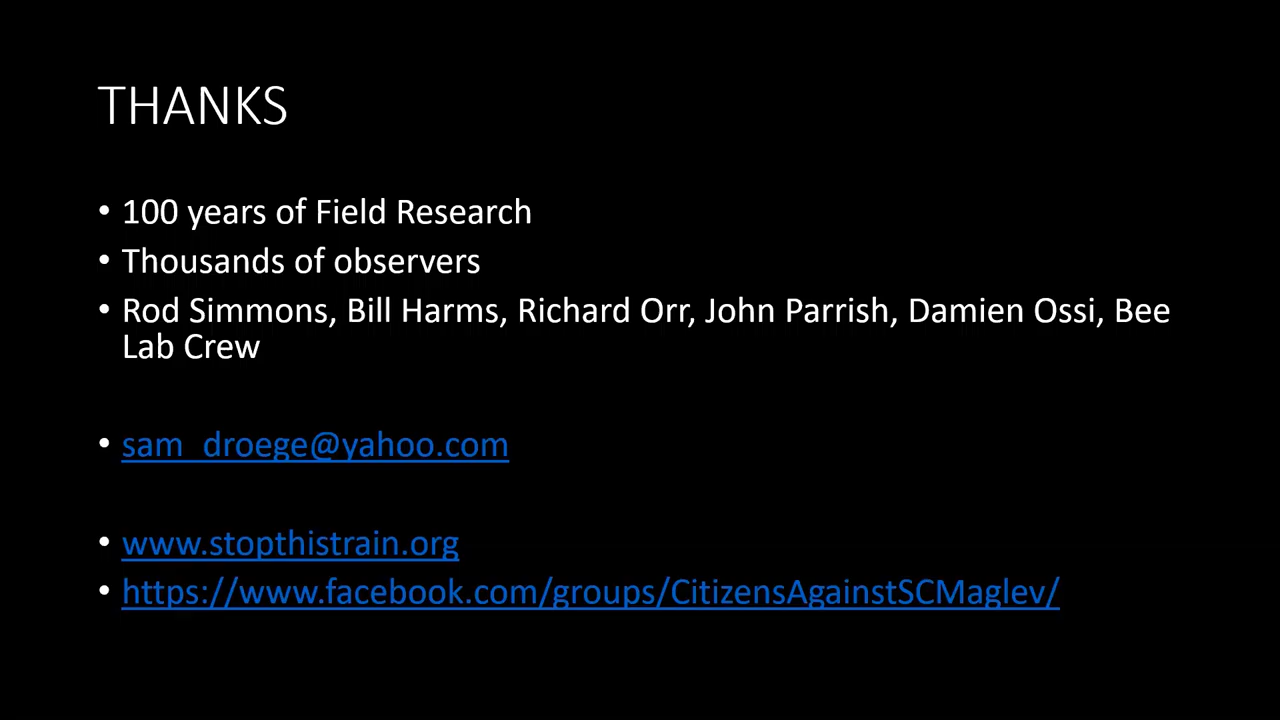 THANKS
• 100 years of Field Research
• Thousands of observers
• Rod Simmons, Bill Harms, Richard Orr, John Parrish, Damien Ossi, Bee
Lab Crew
• sam_droege@yahoo.com
• www.stopthistrain.org
• https://www.facebook.com/groups/CitizensAgainstSCMaglev/